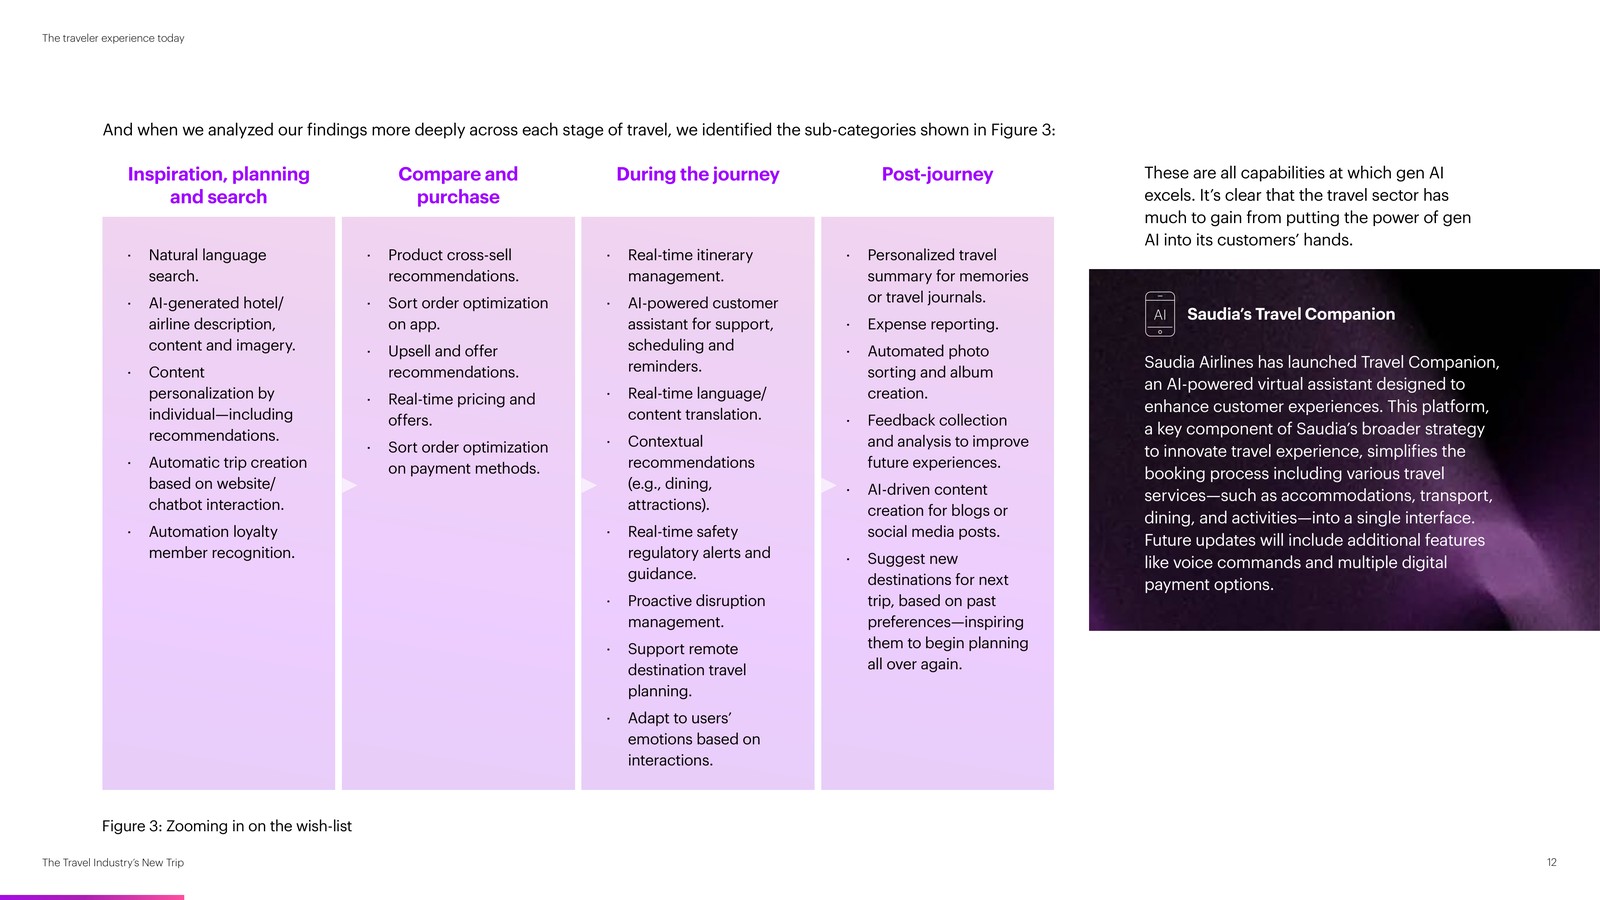 The traveler experience today
And when we analyzed our findings more deeply across each stage of travel, we identified the sub-categories shown in Figure 3:
Inspiration, planning
and search
· Natural language
search.
· AI-generated hotel/
airline description,
content and imagery.
· Content
personalization by
individual—including
recommendations.
· Automatic trip creation
based on website/
chatbot interaction.
· Automation loyalty
member recognition.
Compare and
purchase
· Product cross-sell
recommendations.
· Sort order optimization
on app.
· Upsell and offer
recommendations.
· Real-time pricing and
offers.
· Sort order optimization
on payment methods.
During the journey
· Real-time itinerary
management.
· AI-powered customer
assistant for support,
scheduling and
reminders.
· Real-time language/
content translation.
· Contextual
recommendations
(e.g., dining,
attractions).
· Real-time safety
regulatory alerts and
guidance.
· Proactive disruption
management.
· Support remote
destination travel
planning.
· Adapt to users’
emotions based on
interactions.
Post-journey
· Personalized travel
summary for memories
or travel journals.
· Expense reporting.
· Automated photo
sorting and album
creation.
· Feedback collection
and analysis to improve
future experiences.
· AI-driven content
creation for blogs or
social media posts.
· Suggest new
destinations for next
trip, based on past
preferences—inspiring
them to begin planning
all over again.
Figure 3: Zooming in on the wish-list
These are all capabilities at which gen AI
excels. It’s clear that the travel sector has
much to gain from putting the power of gen
AI into its customers’ hands.
AI
Saudia’s Travel Companion
Saudia Airlines has launched Travel Companion,
an AI-powered virtual assistant designed to
enhance customer experiences. This platform,
a key component of Saudia’s broader strategy
to innovate travel experience, simplifies the
booking process including various travel
services—such as accommodations, transport,
dining, and activities—into a single interface.
Future updates will include additional features
like voice commands and multiple digital
payment options.
The Travel Industry’s New Trip
12